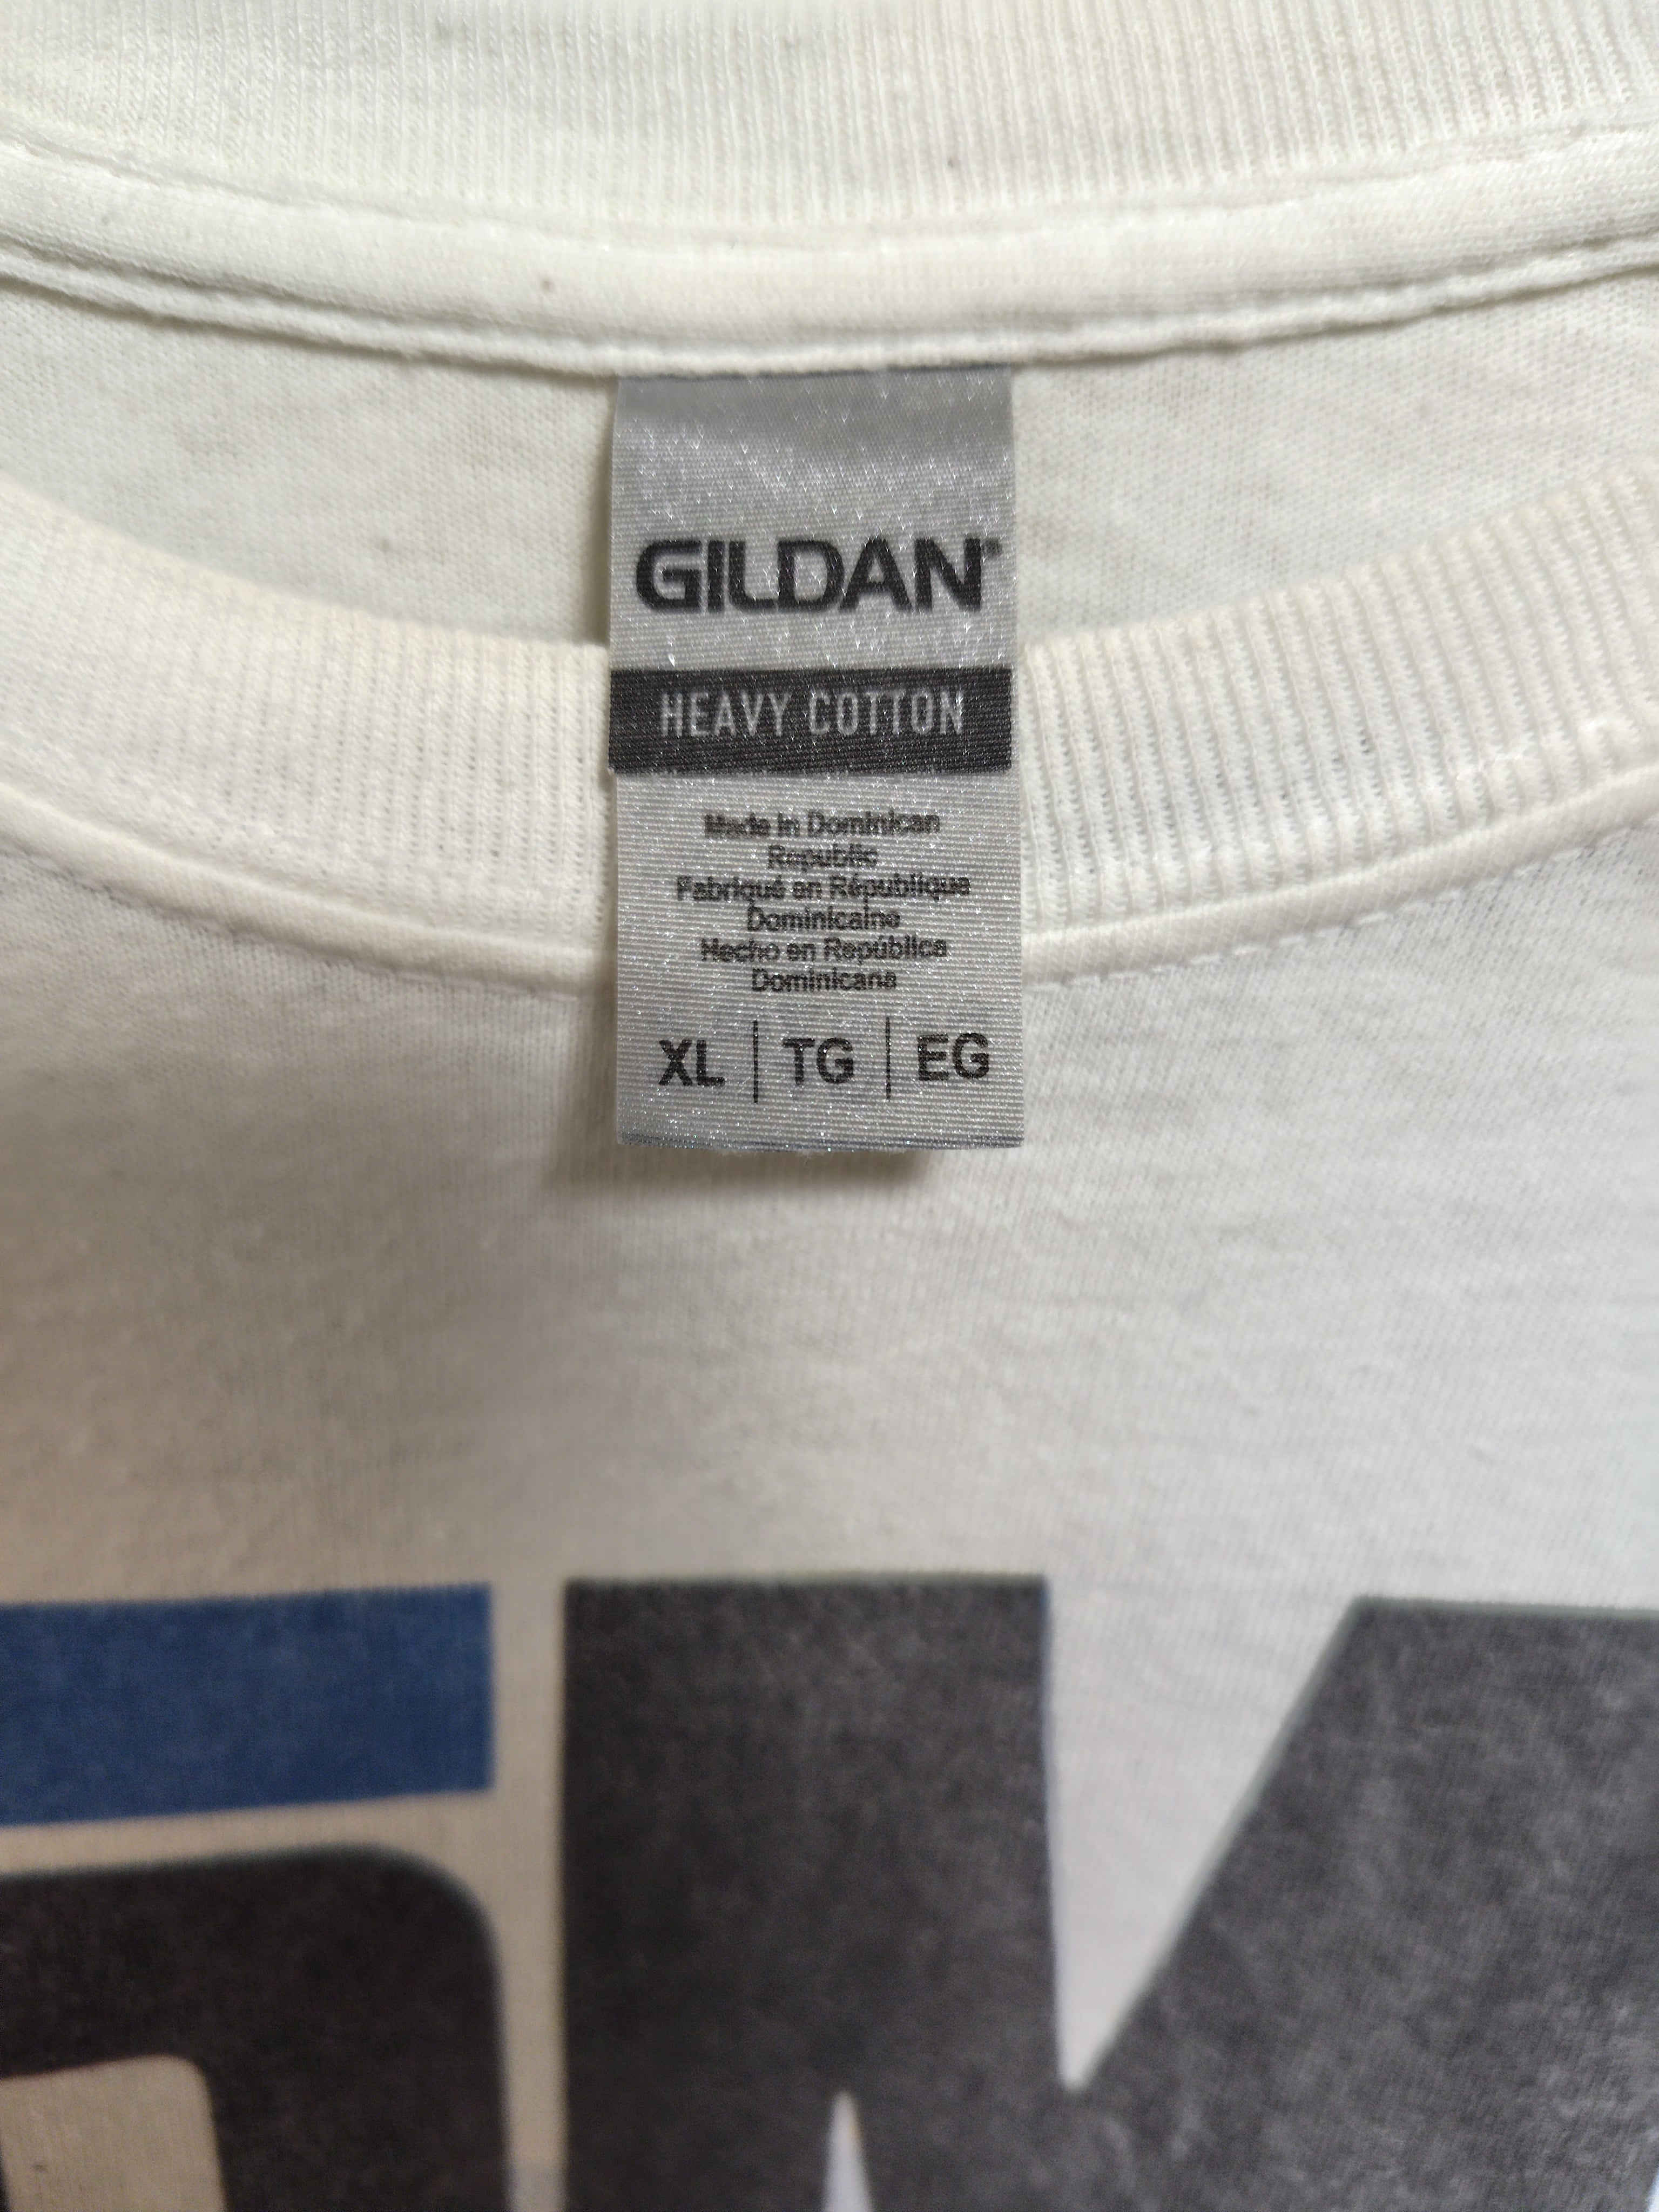 GILDAN®
HEAVY COTTON
Made in Dominican
Republic
Fabriqué en République
Dominicaine
Hecho en República
Dominicana
XL | TG | EG